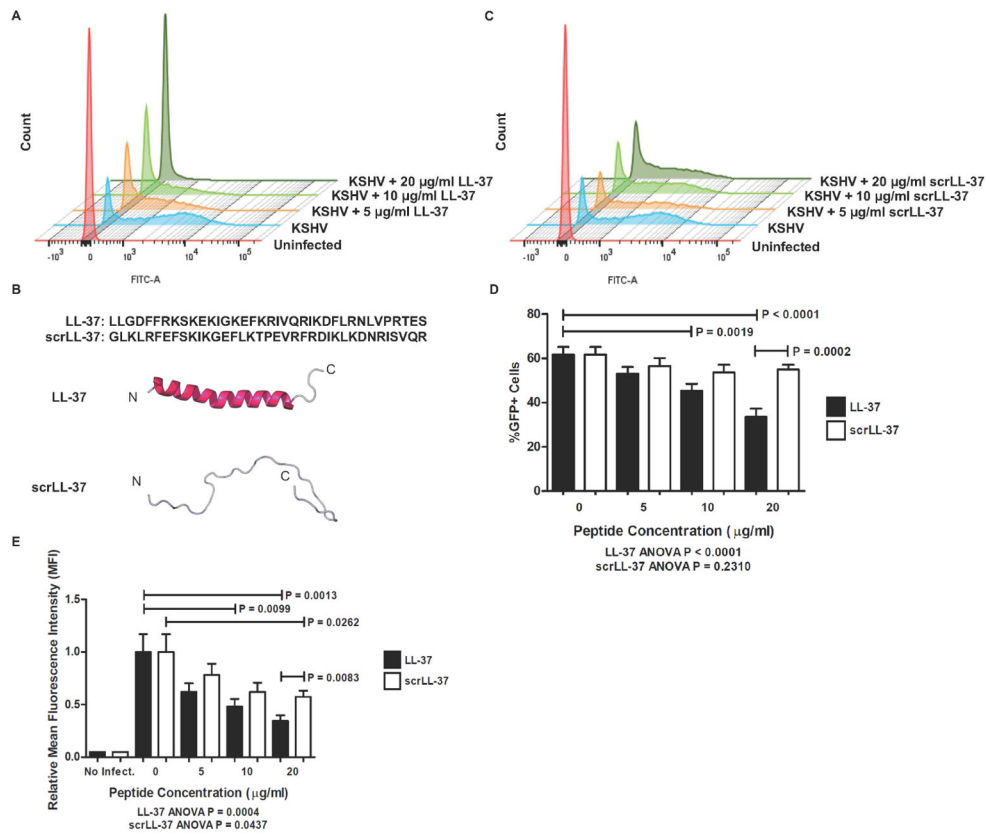 A
Count
KSHV + 20 μg/ml LL-37
KSHV + 10 μg/ml LL-37
KSHV + 5 μg/ml LL-37
KSHV
Uninfected
-10³ 0 10³ 10⁴ 10⁵
FITC-A
C
Count
KSHV + 20 μg/ml scrLL-37
KSHV + 10 μg/ml scrLL-37
KSHV + 5 μg/ml scrLL-37
KSHV
Uninfected
-10³ 0 10³ 10⁴ 10⁵
FITC-A
B
LL-37: LLGDFFRKSKEKIGKEFKRIVQRIKDFLRNLVPRTES
scrLL-37: GLKLRFEFSKIKGEFLKTPEVRFRDIKLKDNRISVQR
LL-37
N
C
scrLL-37
N
C
D
P < 0.0001
P = 0.0019
P = 0.0002
%GFP+ Cells
80
60
40
20
0
LL-37
scrLL-37
0 5 10 20
Peptide Concentration ( μg/ml)
LL-37 ANOVA P < 0.0001
scrLL-37 ANOVA P = 0.2310
E
Relative Mean Fluorescence Intensity (MFI)
1.5
1.0
0.5
0.0
P = 0.0013
P = 0.0099
P = 0.0262
P = 0.0083
LL-37
scrLL-37
No Infect. 0 5 10 20
Peptide Concentration ( μg/ml)
LL-37 ANOVA P = 0.0004
scrLL-37 ANOVA P = 0.0437